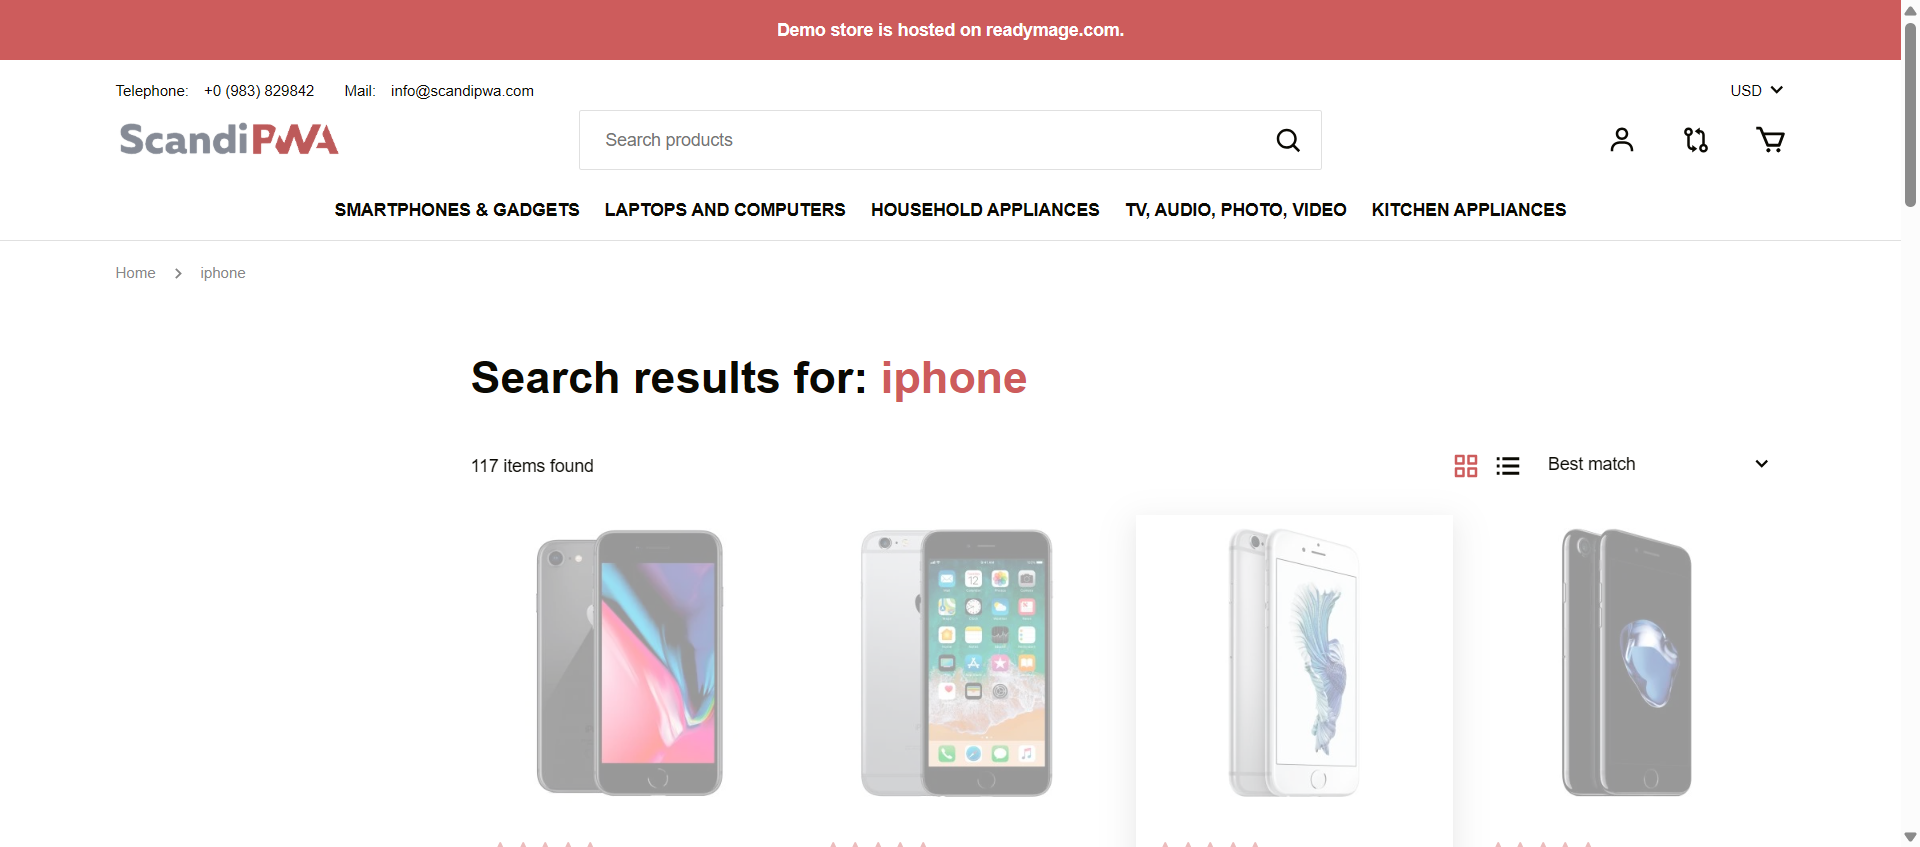 Demo store is hosted on readymage.com.
Telephone: +0 (983) 829842 Mail: info@scandipwa.com USD
ScandiPWA
Search products
SMARTPHONES & GADGETS LAPTOPS AND COMPUTERS HOUSEHOLD APPLIANCES TV, AUDIO, PHOTO, VIDEO KITCHEN APPLIANCES
Home iphone
Search results for: iphone
117 items found
Best match